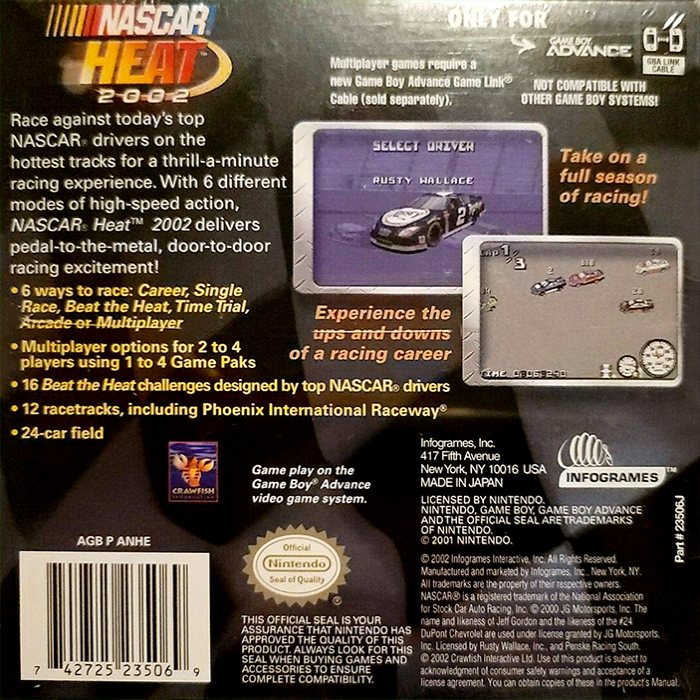 NASCAR
HEAT
2002
ONLY FOR
GAME BOY
ADVANCE
GBA LINK
CABLE
Multiplayer games require a
new Game Boy Advance Game Link®
Cable (sold separately).
NOT COMPATIBLE WITH
OTHER GAME BOY SYSTEMS!
Race against today's top
NASCAR® drivers on the
hottest tracks for a thrill-a-minute
racing experience. With 6 different
modes of high-speed action,
NASCAR® Heat™ 2002 delivers
pedal-to-the-metal, door-to-door
racing excitement!
• 6 ways to race: Career, Single
Race, Beat the Heat, Time Trial,
Arcade or Multiplayer
• Multiplayer options for 2 to 4
players using 1 to 4 Game Paks
• 16 Beat the Heat challenges designed by top NASCAR® drivers
• 12 racetracks, including Phoenix International Raceway®
• 24-car field
SELECT DRIVER
RUSTY WALLACE
2
Take on a
full season
of racing!
LAP 1/3
2
TIME
Experience the
ups and downs
of a racing career
CRAWFISH
INTERACTIVE
Game play on the
Game Boy® Advance
video game system.
Infogrames, Inc.
417 Fifth Avenue
New York, NY 10016 USA
MADE IN JAPAN
INFOGRAMES™
LICENSED BY NINTENDO.
NINTENDO, GAME BOY, GAME BOY ADVANCE
AND THE OFFICIAL SEAL ARE TRADEMARKS
OF NINTENDO.
© 2001 NINTENDO.
Part # 23506J
AGB P ANHE
7 42725 23506 9
Official
Nintendo
Seal of Quality
®
THIS OFFICIAL SEAL IS YOUR
ASSURANCE THAT NINTENDO HAS
APPROVED THE QUALITY OF THIS
PRODUCT. ALWAYS LOOK FOR THIS
SEAL WHEN BUYING GAMES AND
ACCESSORIES TO ENSURE
COMPLETE COMPATIBILITY.
© 2002 Infogrames Interactive, Inc. All Rights Reserved.
Manufactured and marketed by Infogrames, Inc., New York, NY.
All trademarks are the property of their respective owners.
NASCAR® is a registered trademark of the National Association
for Stock Car Auto Racing, Inc. © 2000 JG Motorsports, Inc. The
name and likeness of Jeff Gordon and the likeness of the #24
DuPont Chevrolet are used under license granted by JG Motorsports,
Inc. Licensed by Rusty Wallace, Inc., and Penske Racing South.
© 2002 Crawfish Interactive Ltd. Use of this product is subject to
acknowledgment of consumer safety warnings and acceptance of a
license agreement. You can obtain copies of these in the product's Manual.